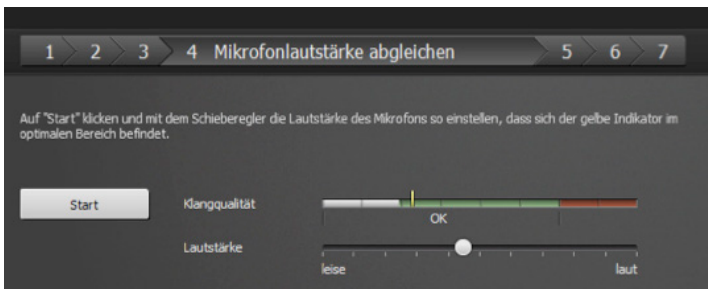 1 2 3 4 Mikrofonlautstärke abgleichen 5 6 7
Auf "Start" klicken und mit dem Schieberegler die Lautstärke des Mikrofons so einstellen, dass sich der gelbe Indikator im
optimalen Bereich befindet.
Start Klangqualität
OK
Lautstärke
leise laut